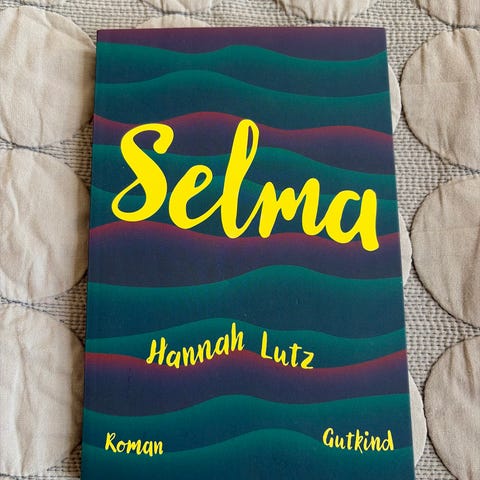 Selma
Hannah Lutz
Roman Gutkind